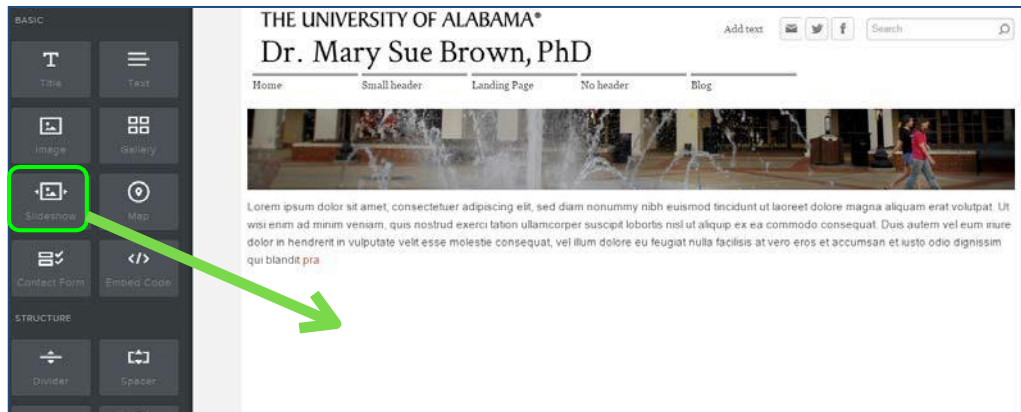 BASIC
Title
Text
Image
Gallery
Slideshow
Map
Contact Form
</>
Embed Code
STRUCTURE
Divider
Spacer
THE UNIVERSITY OF ALABAMA®
Dr. Mary Sue Brown, PhD
Add text
Search
Home
Small header
Landing Page
No header
Blog
Lorem ipsum dolor sit amet, consectetuer adipiscing elit, sed diam nonummy nibh euismod tincidunt ut laoreet dolore magna aliquam erat volutpat. Ut
wisi enim ad minim veniam, quis nostrud exerci tation ullamcorper suscipit lobortis nisl ut aliquip ex ea commodo consequat. Duis autem vel eum iriure
dolor in hendrerit in vulputate velit esse molestie consequat, vel illum dolore eu feugiat nulla facilisis at vero eros et accumsan et iusto odio dignissim
qui blandit pra